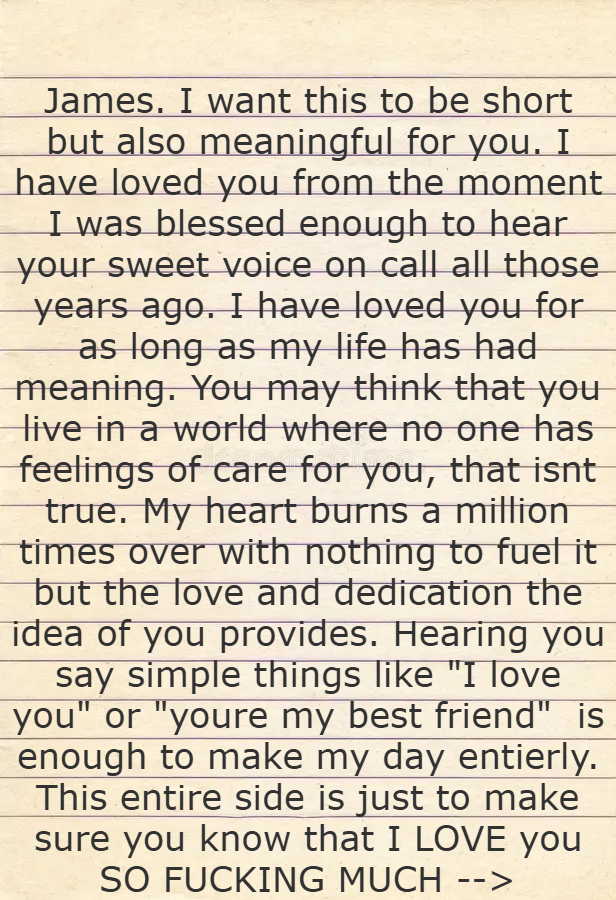 James. I want this to be short
but also meaningful for you. I
have loved you from the moment
I was blessed enough to hear
your sweet voice on call all those
years ago. I have loved you for
as long as my life has had
meaning. You may think that you
live in a world where no one has
feelings of care for you, that isnt
true. My heart burns a million
times over with nothing to fuel it
but the love and dedication the
idea of you provides. Hearing you
say simple things like "I love
you" or "youre my best friend"  is
enough to make my day entierly.
This entire side is just to make
sure you know that I LOVE you
SO FUCKING MUCH -->